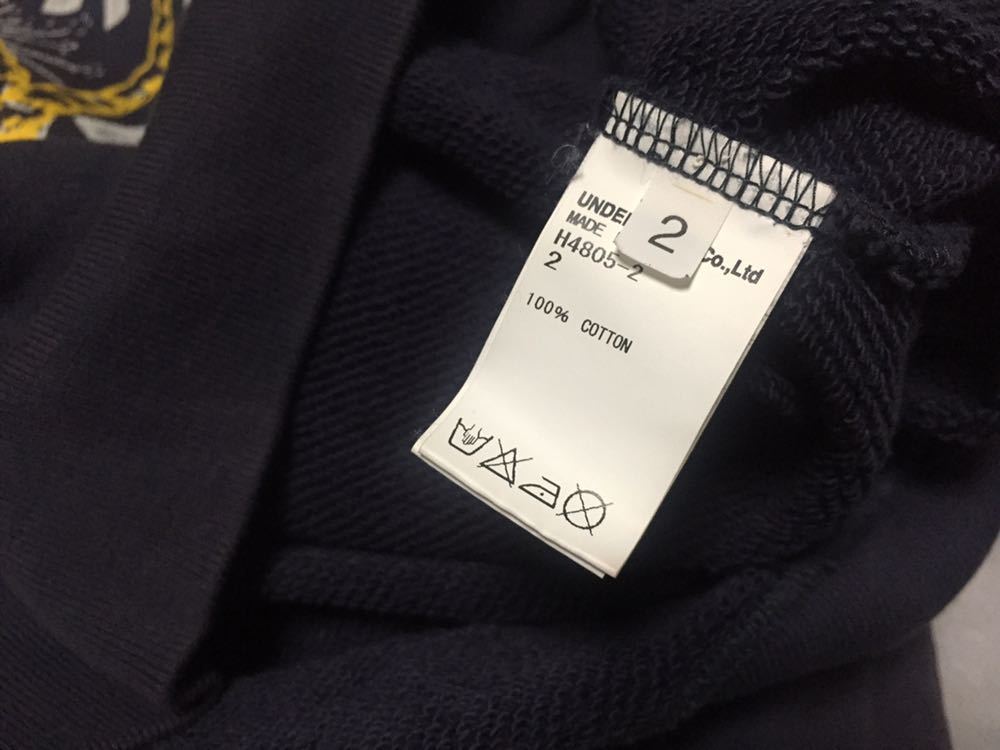 2
UNDE Co.,Ltd
MADE
H4805-2
2
100% COTTON